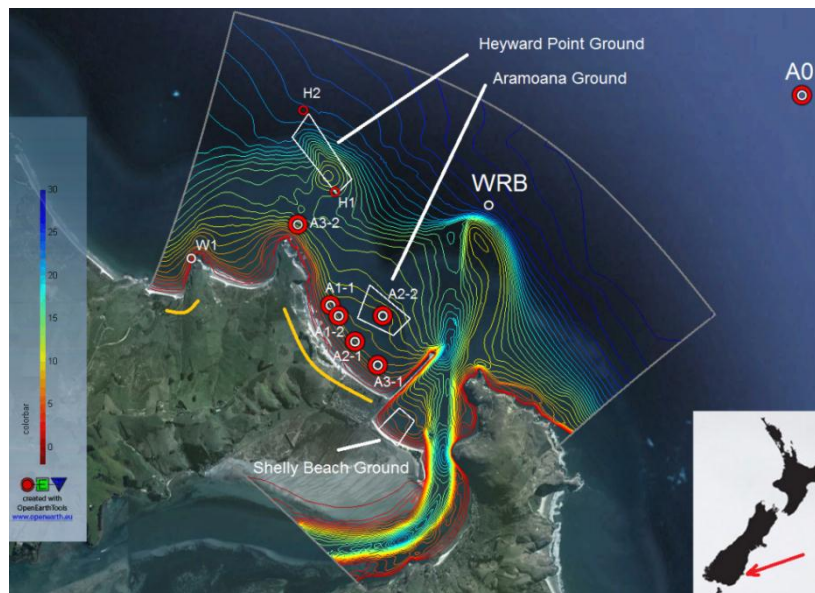 Heyward Point Ground
Aramoana Ground
A0
H2
WRB
H1
A3-2
W1
A1-1
A2-2
A1-2
A2-1
A3-1
Shelly Beach Ground
30
25
20
15
10
5
0
colorbar
created with
OpenEarthTools
www.openearth.eu